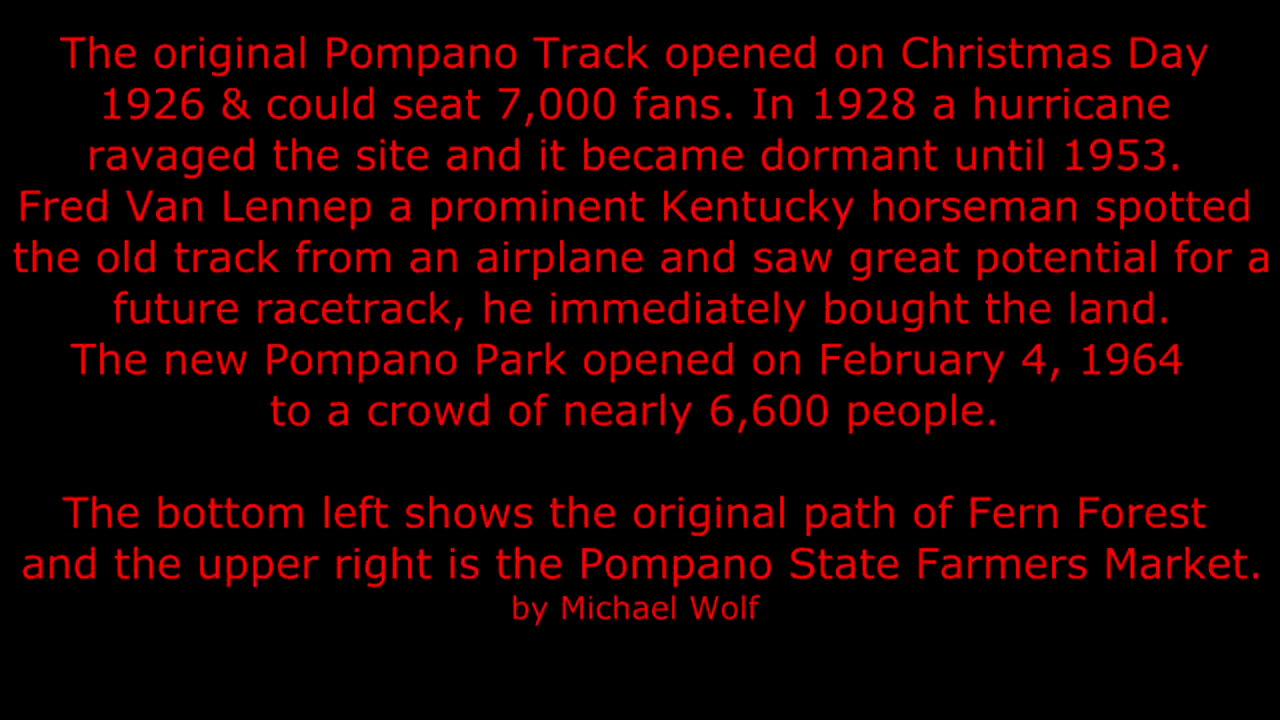 The original Pompano Track opened on Christmas Day
1926 & could seat 7,000 fans. In 1928 a hurricane
ravaged the site and it became dormant until 1953.
Fred Van Lennep a prominent Kentucky horseman spotted
the old track from an airplane and saw great potential for a
future racetrack, he immediately bought the land.
The new Pompano Park opened on February 4, 1964
to a crowd of nearly 6,600 people.
The bottom left shows the original path of Fern Forest
and the upper right is the Pompano State Farmers Market.
by Michael Wolf